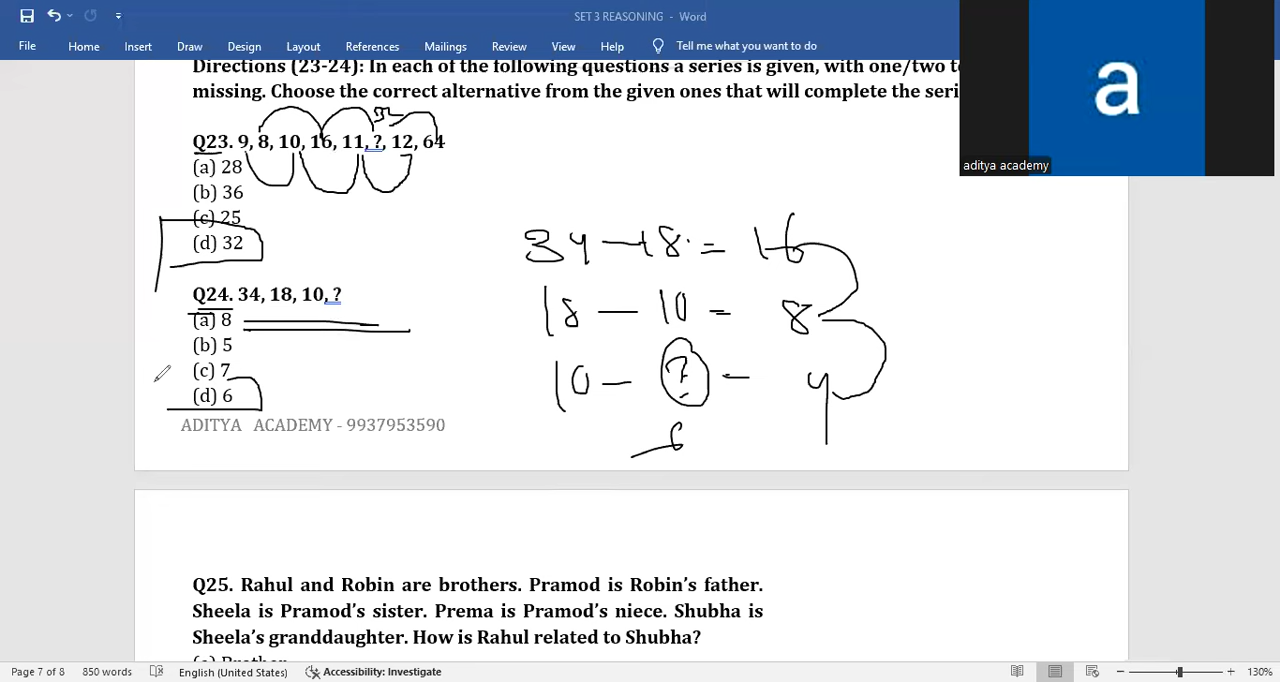 SET 3 REASONING - Word
File Home Insert Draw Design Layout References Mailings Review View Help Tell me what you want to do
Directions (23-24): In each of the following questions a series is given, with one/two te
missing. Choose the correct alternative from the given ones that will complete the seri
32
Q23. 9, 8, 10, 16, 11, ?, 12, 64
(a) 28
(b) 36
(c) 25
(d) 32
34 - 18 = 16
Q24. 34, 18, 10, ?
18 - 10 = 8
(a) 8
(b) 5
(c) 7
10 - ? - 4
(d) 6
6
ADITYA ACADEMY - 9937953590
a
aditya academy
Q25. Rahul and Robin are brothers. Pramod is Robin's father.
Sheela is Pramod's sister. Prema is Pramod's niece. Shubha is
Sheela's granddaughter. How is Rahul related to Shubha?
(a) Brother
Page 7 of 8 850 words English (United States) Accessibility: Investigate 130%